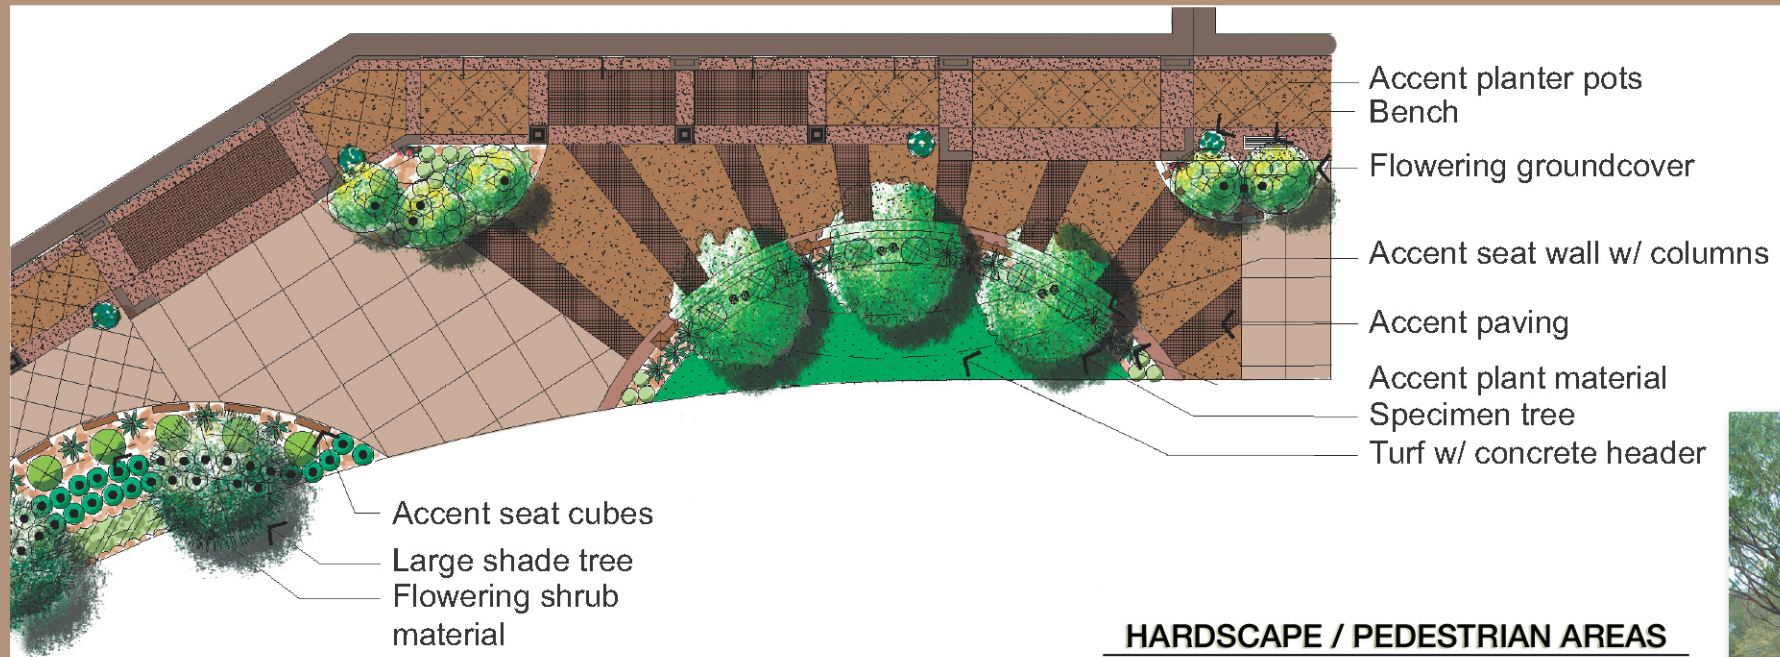 Accent planter pots
Bench
Flowering groundcover
Accent seat wall w/ columns
Accent paving
Accent plant material
Specimen tree
Turf w/ concrete header
Accent seat cubes
Large shade tree
Flowering shrub
material
HARDSCAPE / PEDESTRIAN AREAS